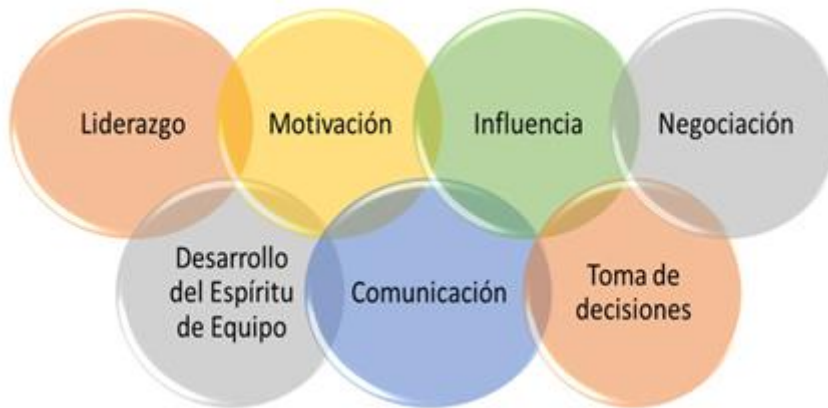 Liderazgo
Motivación
Influencia
Negociación
Desarrollo
del Espíritu
de Equipo
Comunicación
Toma de
decisiones